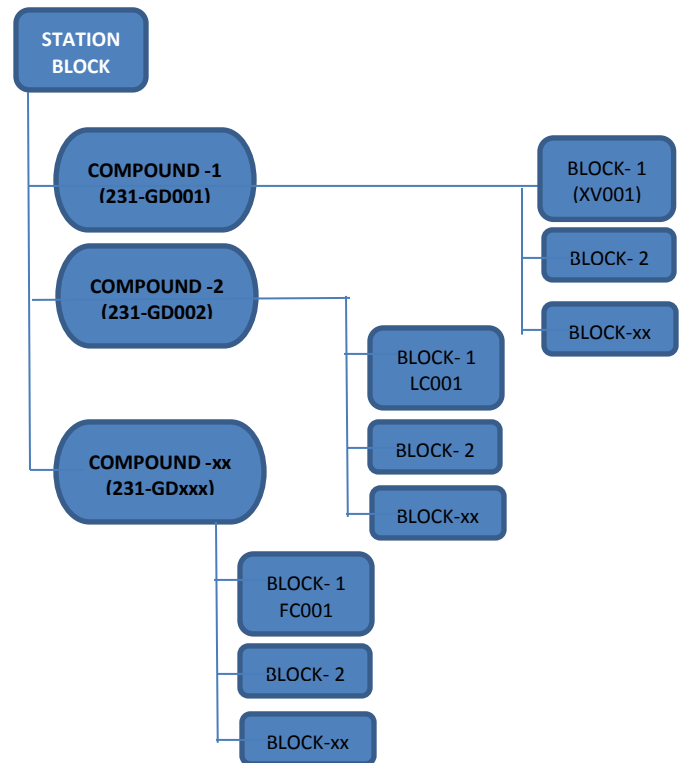 STATION
BLOCK
COMPOUND -1
(231-GD001)
BLOCK- 1
(XV001)
BLOCK- 2
BLOCK-xx
COMPOUND -2
(231-GD002)
BLOCK- 1
LC001
BLOCK- 2
BLOCK-xx
COMPOUND -xx
(231-GDxxx)
BLOCK- 1
FC001
BLOCK- 2
BLOCK-xx